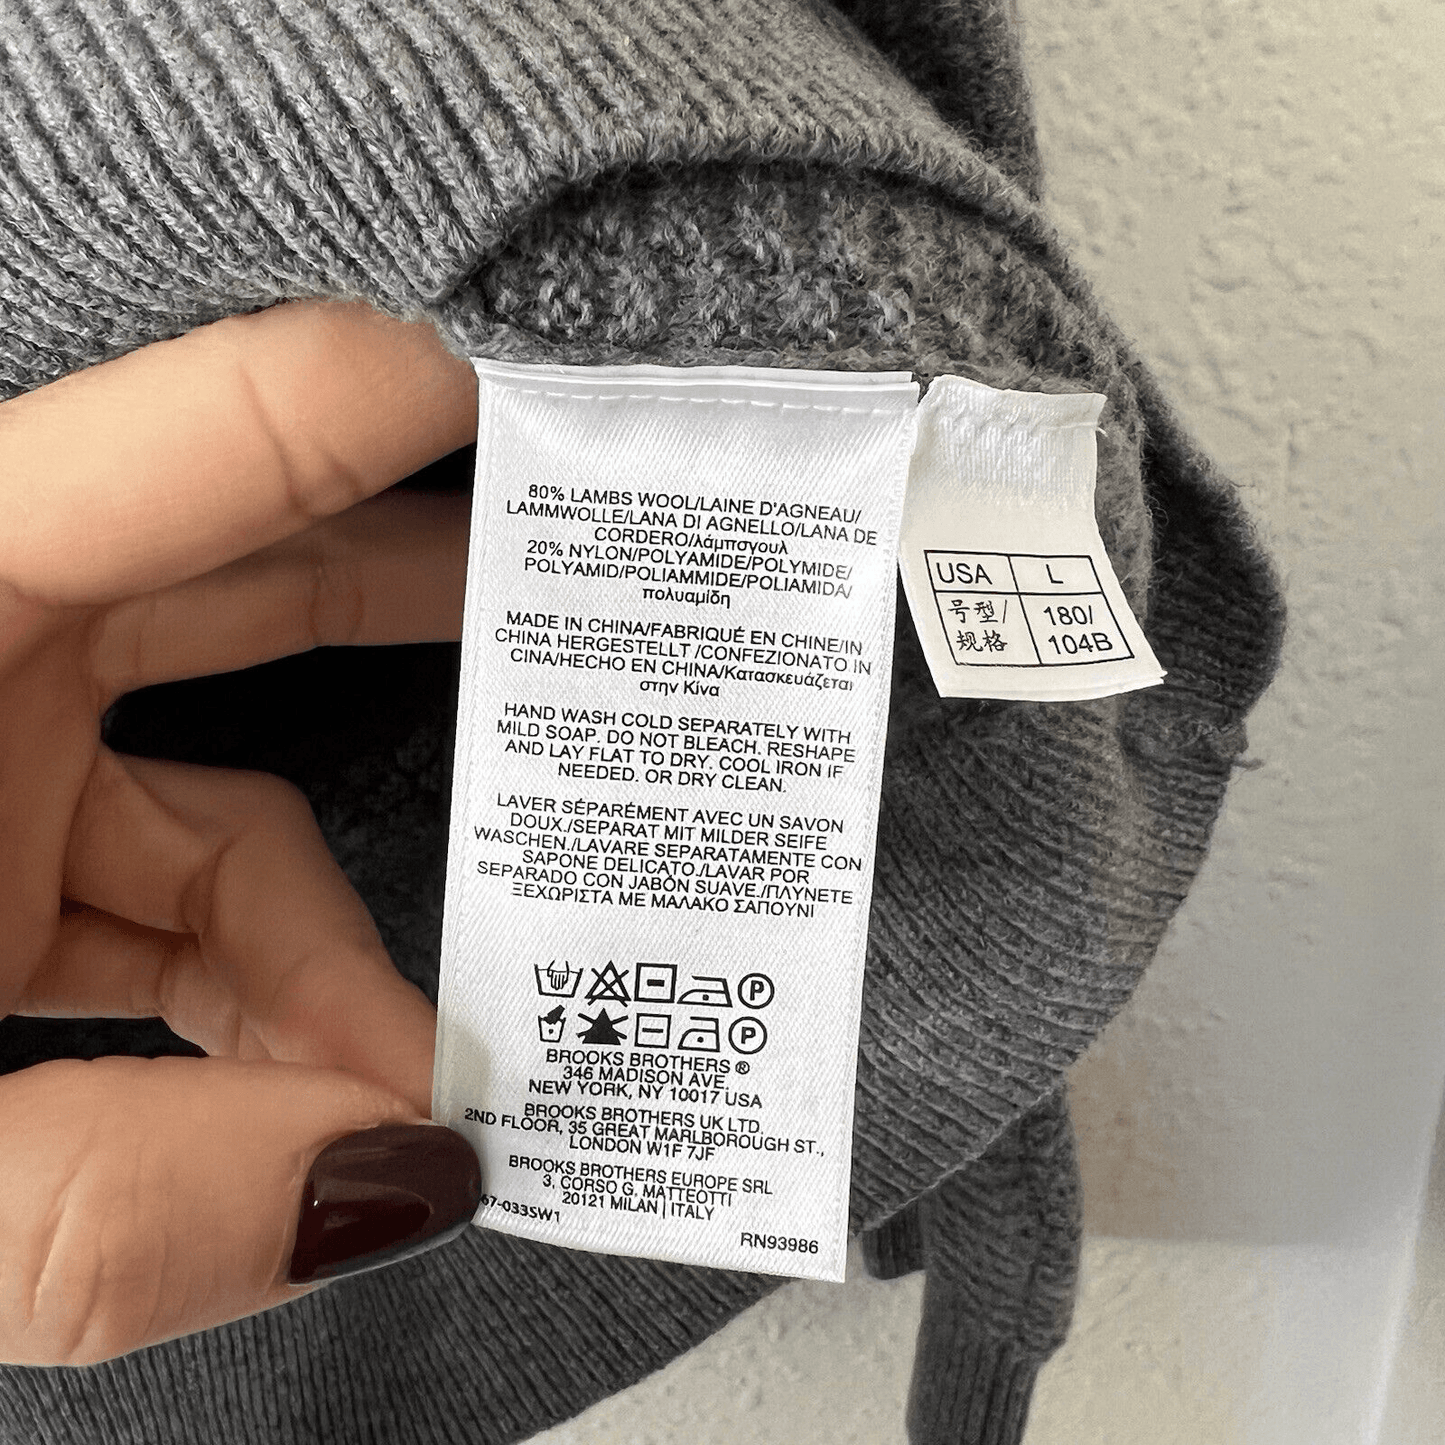 80% LAMBS WOOL/LAINE D'AGNEAU/
LAMMWOLLE/LANA DI AGNELLO/LANA DE
CORDERO/λάμπσγουλ
20% NYLON/POLYAMIDE/POLYMIDE/
POLYAMID/POLIAMMIDE/POLIAMIDA/
πολυαμίδη
MADE IN CHINA/FABRIQUÉ EN CHINE/IN
CHINA HERGESTELLT /CONFEZIONATO IN
CINA/HECHO EN CHINA/Κατασκευάζεται
στην Κίνα
HAND WASH COLD SEPARATELY WITH
MILD SOAP. DO NOT BLEACH. RESHAPE
AND LAY FLAT TO DRY. COOL IRON IF
NEEDED. OR DRY CLEAN.
LAVER SÉPARÉMENT AVEC UN SAVON
DOUX./SEPARAT MIT MILDER SEIFE
WASCHEN./LAVARE SEPARATAMENTE CON
SAPONE DELICATO./LAVAR POR
SEPARADO CON JABÓN SUAVE./ΠΛΥΝΕΤΕ
ΞΕΧΩΡΙΣΤΑ ΜΕ ΜΑΛΑΚΟ ΣΑΠΟΥΝΙ
P
P
BROOKS BROTHERS ®
346 MADISON AVE.
NEW YORK, NY 10017 USA
BROOKS BROTHERS UK LTD.
2ND FLOOR, 35 GREAT MARLBOROUGH ST.,
LONDON W1F 7JF
BROOKS BROTHERS EUROPE SRL
3, CORSO G. MATTEOTTI
20121 MILAN | ITALY
67-033SW1
RN93986
USA L
号型/ 180/
规格 104B